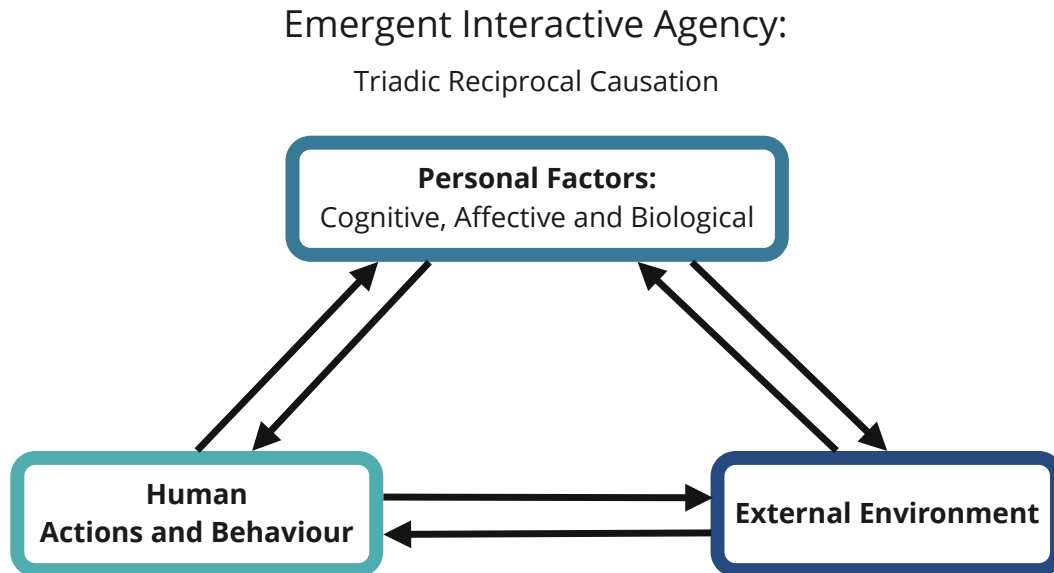 Emergent Interactive Agency:
Triadic Reciprocal Causation
Personal Factors:
Cognitive, Affective and Biological
Human
Actions and Behaviour
External Environment